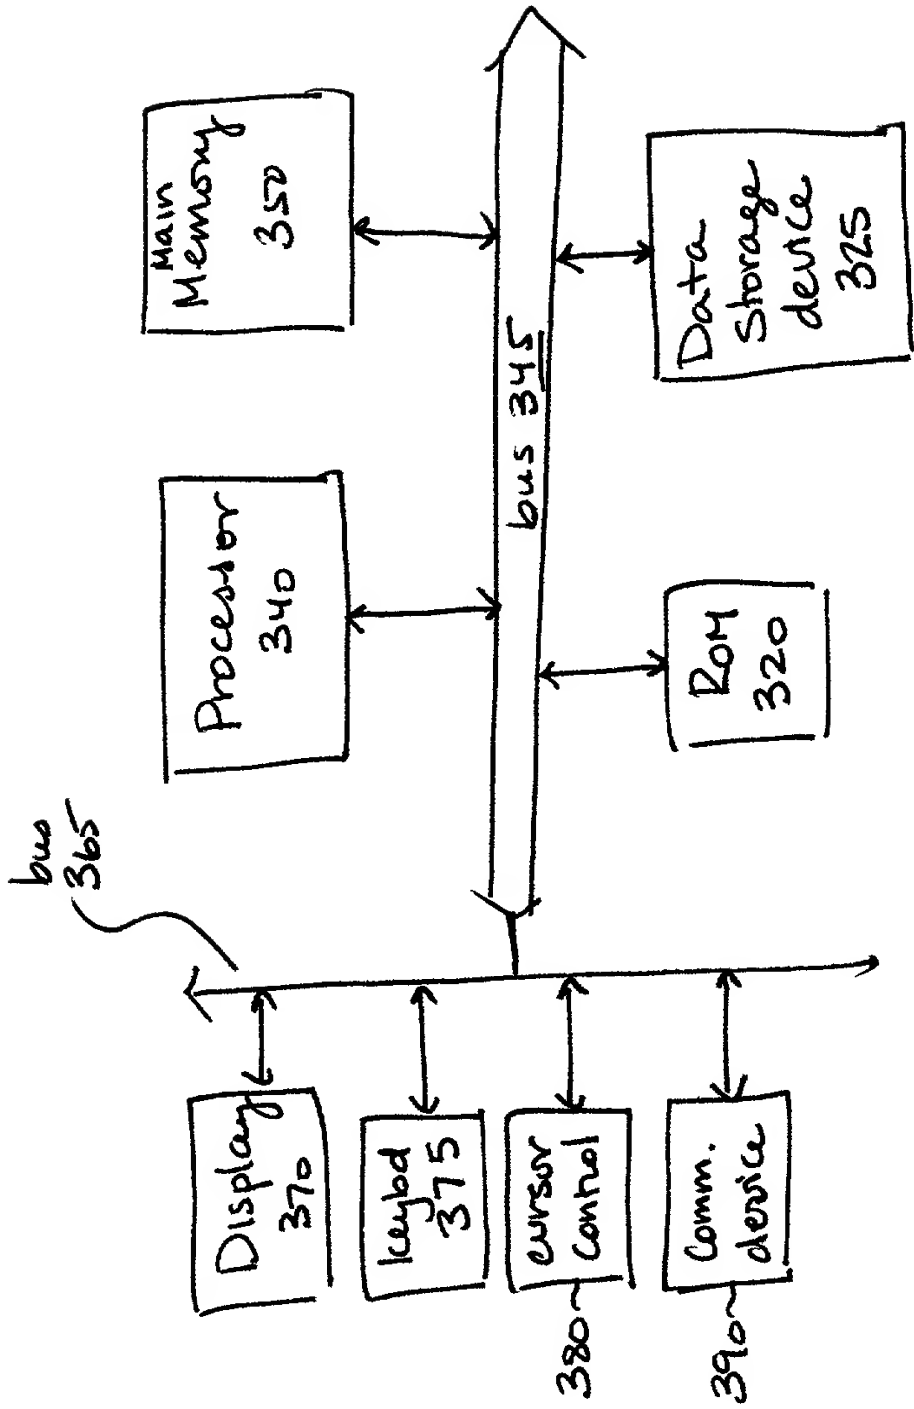 bus
365
Display
370
Keybd
375
cursor
control
380
Comm.
device
390
Processor
340
Main
Memory
350
bus 345
ROM
320
Data
Storage
device
325